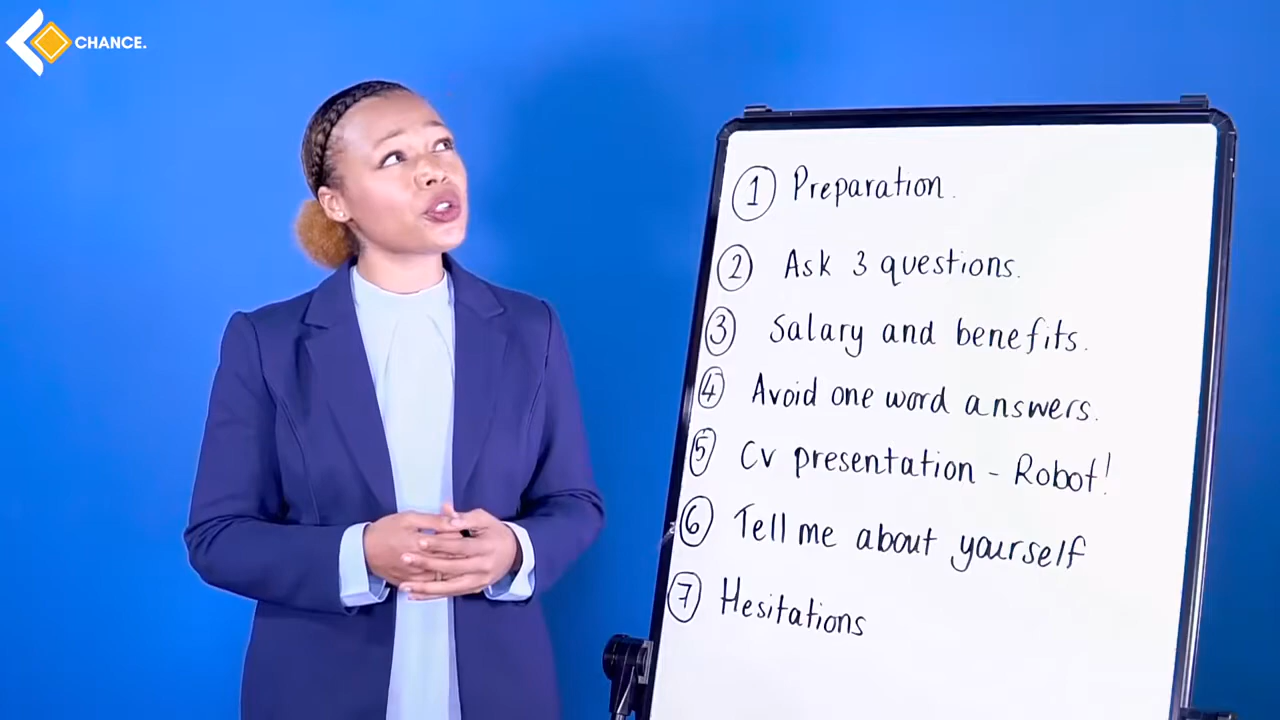 CHANCE.
① Preparation.
② Ask 3 questions.
③ Salary and benefits.
④ Avoid one word answers.
⑤ Cv presentation - Robot!
⑥ Tell me about yourself
⑦ Hesitations